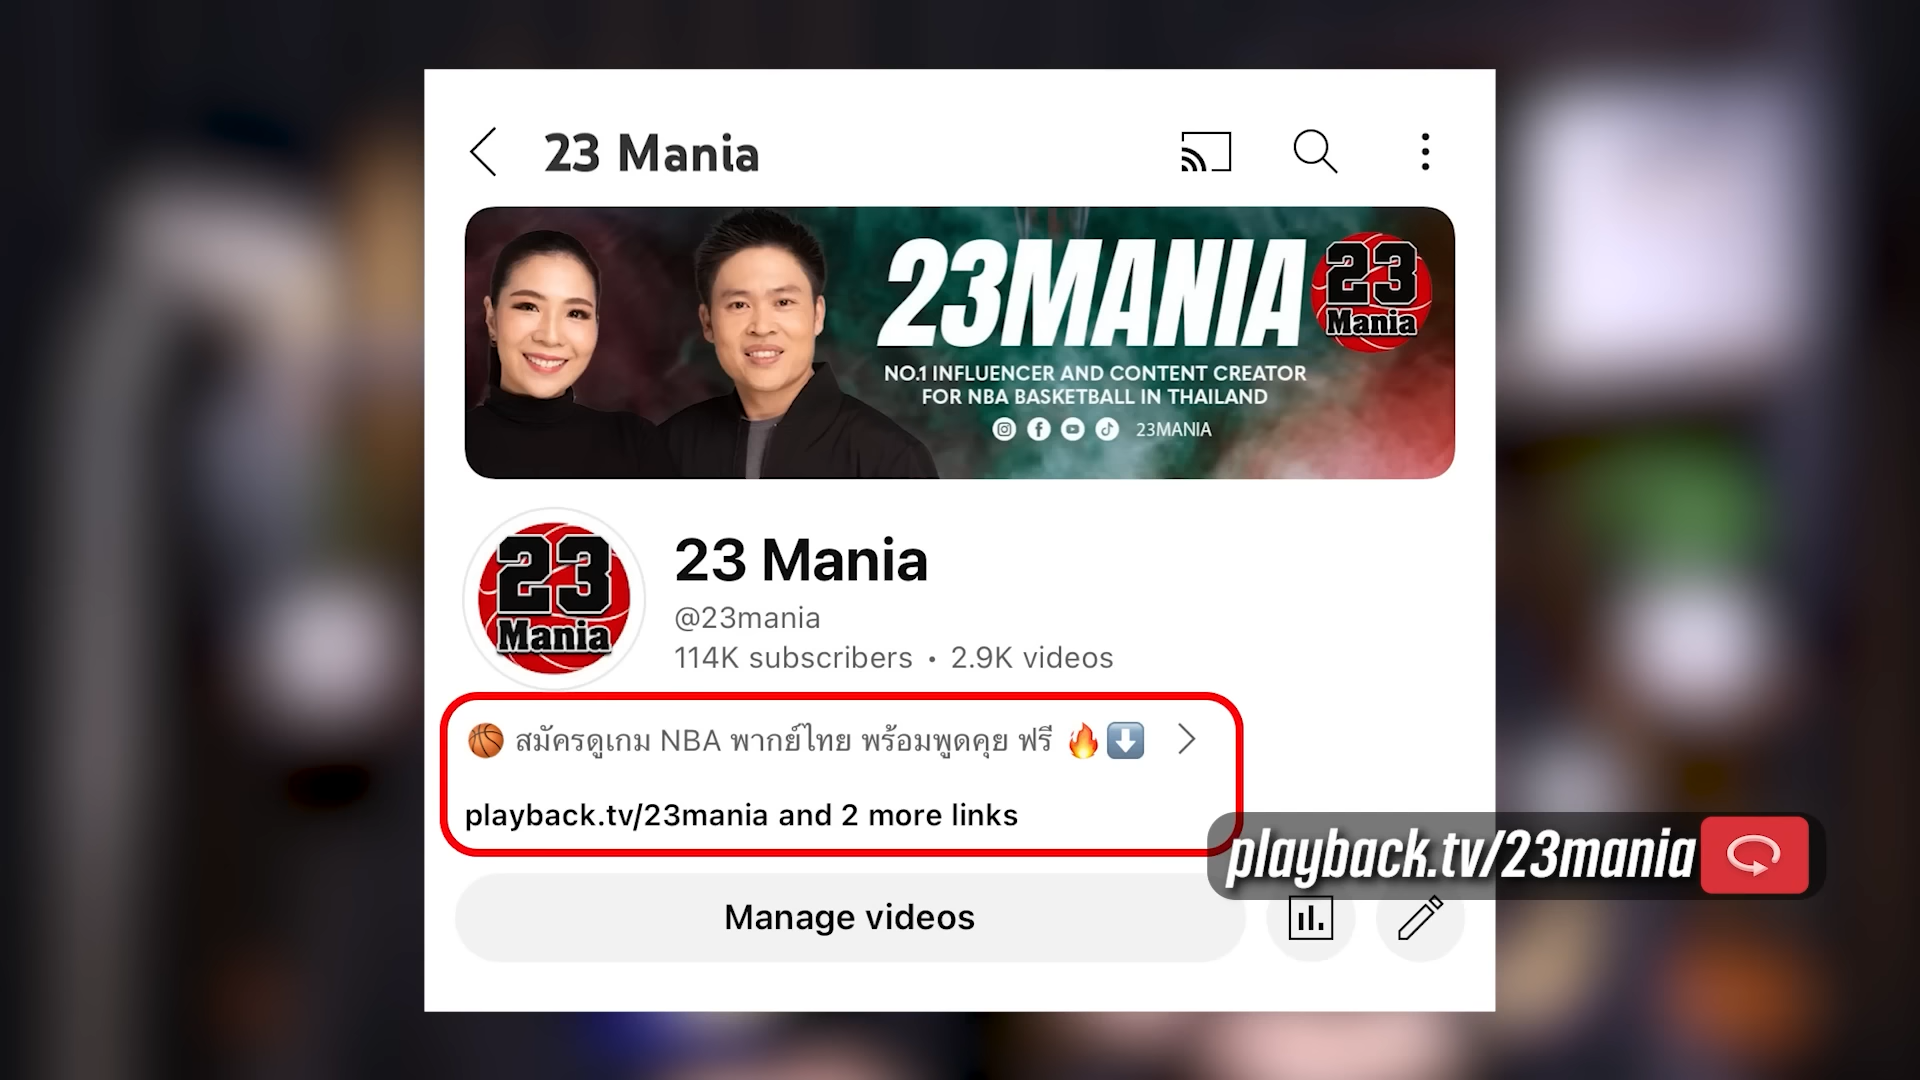 23 Mania
23MANIA
23
Mania
NO.1 INFLUENCER AND CONTENT CREATOR
FOR NBA BASKETBALL IN THAILAND
23MANIA
23
Mania
23 Mania
@23mania
114K subscribers • 2.9K videos
🏀 สมัครดูเกม NBA พากย์ไทย พร้อมพูดคุย ฟรี 🔥⬇️
playback.tv/23mania and 2 more links
playback.tv/23mania
Manage videos